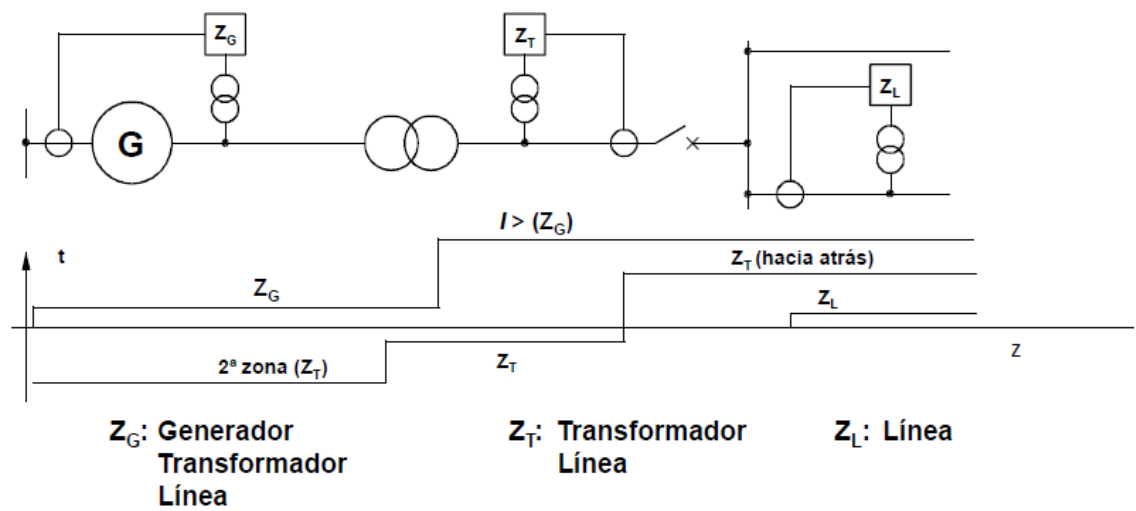 Z_G
Z_T
Z_L
G
I > (Z_G)
t
Z_T (hacia atrás)
Z_G
Z_L
2ª zona (Z_T)
Z_T
Z
Z_G: Generador
Transformador
Línea
Z_T: Transformador
Línea
Z_L: Línea